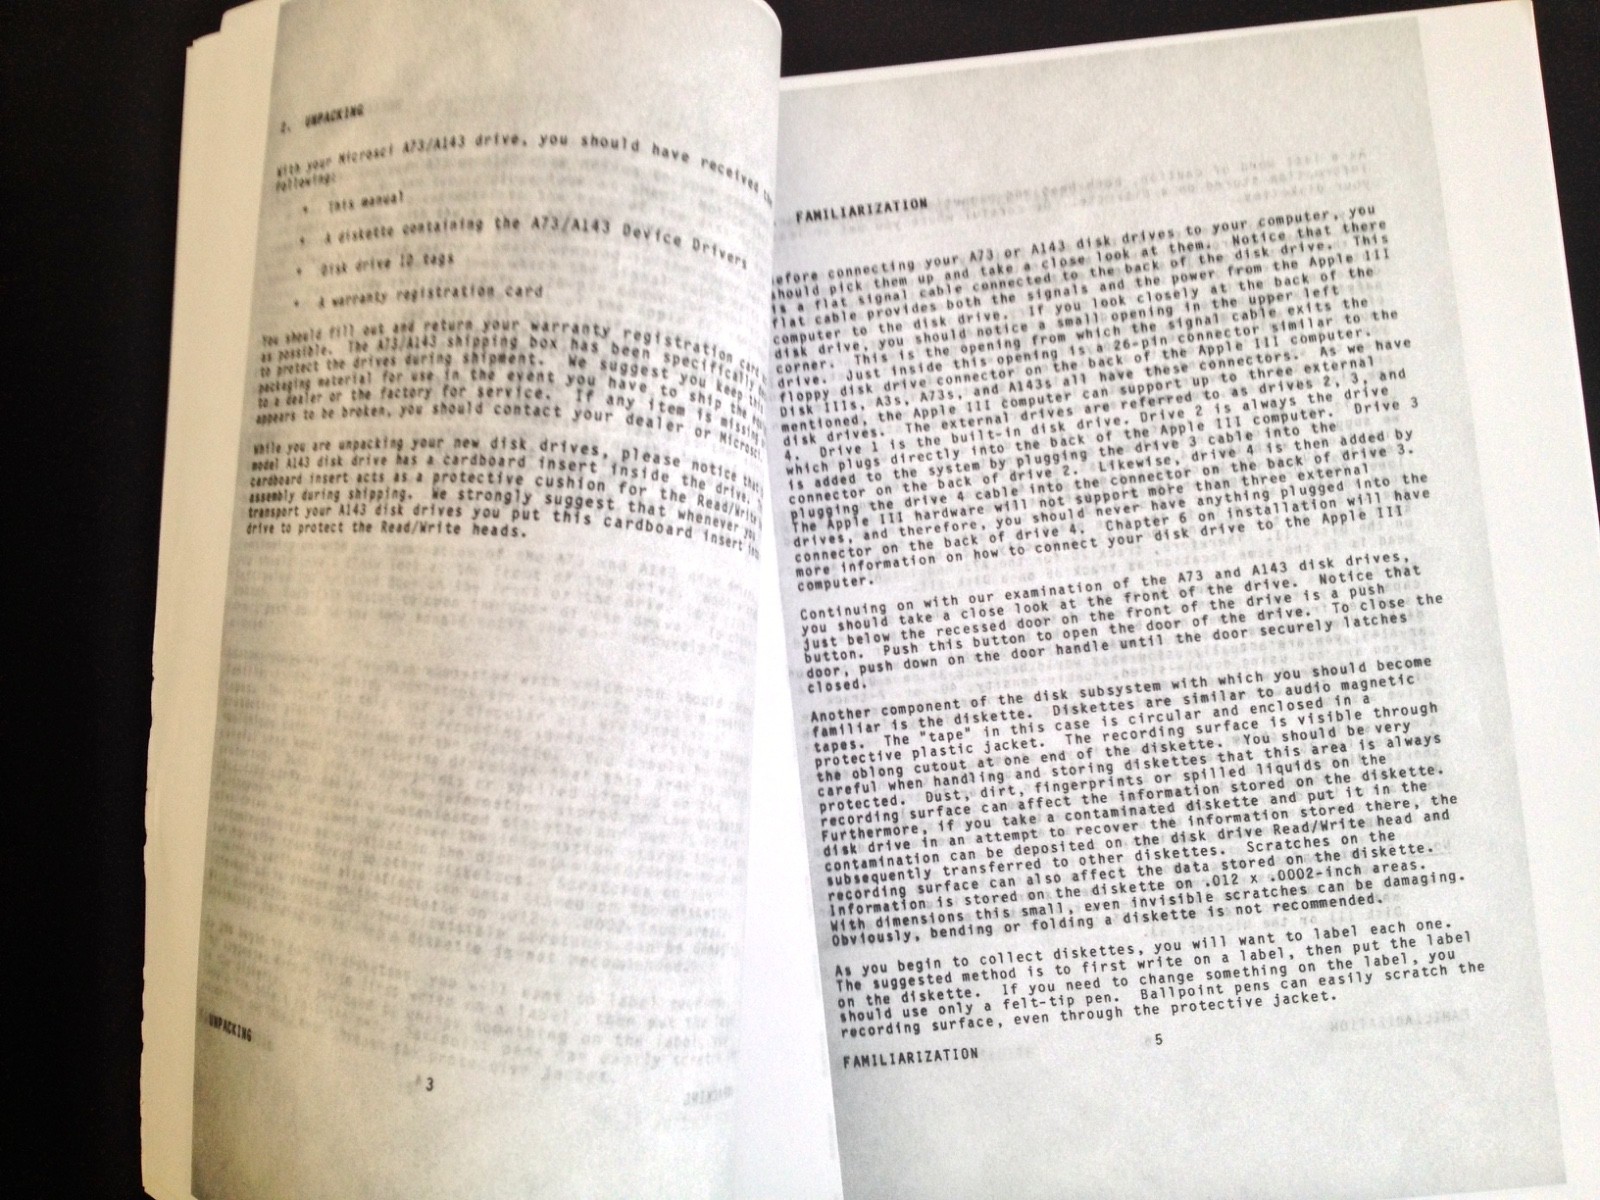 2. UNPACKING
With your Microsci A73/A143 drive, you should have received the
following:
* This manual
* A diskette containing the A73/A143 Device Drivers
* Disk drive ID tags
* A warranty registration card
You should fill out and return your warranty registration card as
as possible. The A73/A143 shipping box has been specifically
to protect the drives during shipment. We suggest you keep this
packaging material for use in the event you have to ship the
to a dealer or the factory for service. If any item is missing
appears to be broken, you should contact your dealer or Microsci.
While you are unpacking your new disk drives, please notice that
model A143 disk drive has a cardboard insert inside the drive.
cardboard insert acts as a protective cushion for the Read/Write
assembly during shipping. We strongly suggest that whenever you
transport your A143 disk drives you put this cardboard insert into
drive to protect the Read/Write heads.
UNPACKING
3
FAMILIARIZATION
efore connecting your A73 or A143 disk drives to your computer, you
should pick them up and take a close look at them. Notice that there
is a flat signal cable connected to the back of the disk drive. This
flat cable provides both the signals and the power from the Apple III
computer to the disk drive. If you look closely at the back of the
disk drive, you should notice a small opening in the upper left
corner. This is the opening from which the signal cable exits the
drive. Just inside this opening is a 26-pin connector similar to the
floppy disk drive connector on the back of the Apple III computer.
Disk IIIs, A3s, A73s, and A143s all have these connectors. As we have
mentioned, the Apple III computer can support up to three external
disk drives. The external drives are referred to as drives 2, 3, and
4. Drive 1 is the built-in disk drive. Drive 2 is always the drive
which plugs directly into the back of the Apple III computer. Drive 3
is added to the system by plugging the drive 3 cable into the
connector on the back of drive 2. Likewise, drive 4 is then added by
plugging the drive 4 cable into the connector on the back of drive 3.
The Apple III hardware will not support more than three external
drives, and therefore, you should never have anything plugged into the
connector on the back of drive 4. Chapter 6 on installation will have
more information on how to connect your disk drive to the Apple III
computer.
Continuing on with our examination of the A73 and A143 disk drives,
you should take a close look at the front of the drive. Notice that
just below the recessed door on the front of the drive is a push
button. Push this button to open the door of the drive. To close the
door, push down on the door handle until the door securely latches
closed.
Another component of the disk subsystem with which you should become
familiar is the diskette. Diskettes are similar to audio magnetic
tapes. The "tape" in this case is circular and enclosed in a
protective plastic jacket. The recording surface is visible through
the oblong cutout at one end of the diskette. You should be very
careful when handling and storing diskettes that this area is always
protected. Dust, dirt, fingerprints or spilled liquids on the
recording surface can affect the information stored on the diskette.
Furthermore, if you take a contaminated diskette and put it in the
disk drive in an attempt to recover the information stored there, the
contamination can be deposited on the disk drive Read/Write head and
subsequently transferred to other diskettes. Scratches on the
recording surface can also affect the data stored on the diskette.
Information is stored on the diskette on .012 x .0002-inch areas.
With dimensions this small, even invisible scratches can be damaging.
Obviously, bending or folding a diskette is not recommended.
As you begin to collect diskettes, you will want to label each one.
The suggested method is to first write on a label, then put the label
on the diskette. If you need to change something on the label, you
should use only a felt-tip pen. Ballpoint pens can easily scratch the
recording surface, even through the protective jacket.
FAMILIARIZATION
5